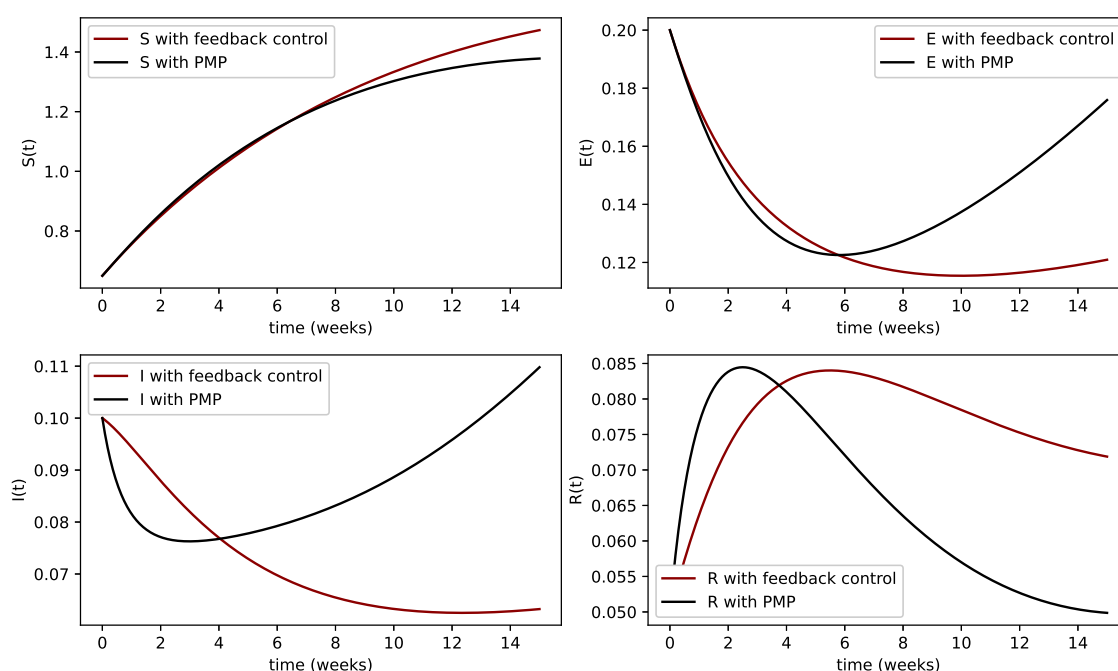 S with feedback control
S with PMP
S(t)
1.4
1.2
1.0
0.8
0 2 4 6 8 10 12 14
time (weeks)
E with feedback control
E with PMP
E(t)
0.20
0.18
0.16
0.14
0.12
0 2 4 6 8 10 12 14
time (weeks)
I with feedback control
I with PMP
I(t)
0.11
0.10
0.09
0.08
0.07
0 2 4 6 8 10 12 14
time (weeks)
R(t)
0.085
0.080
0.075
0.070
0.065
0.060
0.055
0.050
R with feedback control
R with PMP
0 2 4 6 8 10 12 14
time (weeks)